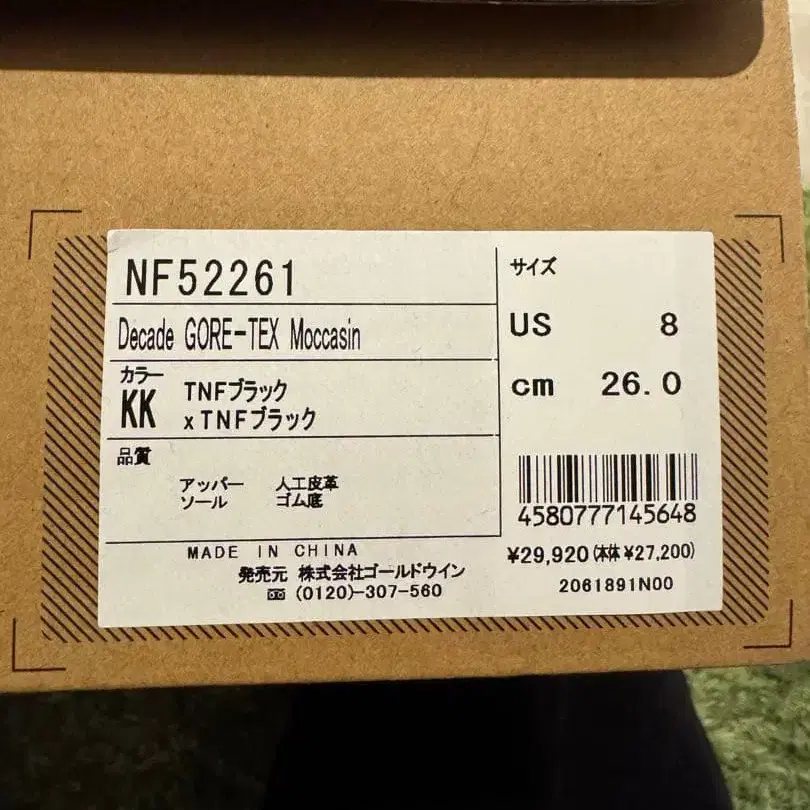 NF52261
Decade GORE-TEX Moccasin
カラー
KK
TNFブラック
xTNFブラック
品質
アッパー 人工皮革
ソール ゴム底
サイズ
US 8
cm 26.0
4580777145648
¥29,920(本体¥27,200)
2061891N00
MADE IN CHINA
発売元 株式会社ゴールドウイン
(0120)-307-560